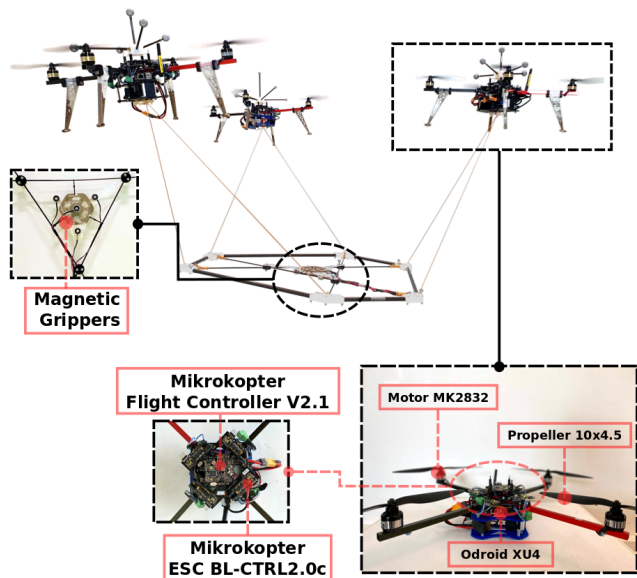 Magnetic
Grippers
Mikrokopter
Flight Controller V2.1
Motor MK2832
Propeller 10x4.5
Odroid XU4
Mikrokopter
ESC BL-CTRL2.0c